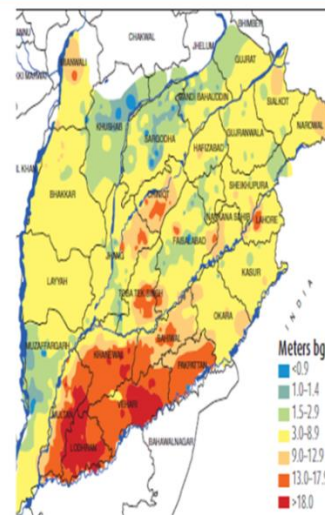 BHIMBER
CHAKWAL
JHELUM
GUJRAT
MIANWALI
MANDI BAHAUDDIN
SIALKOT
KHUSHAB
SARGODHA
GUJRANWALA
NAROWAL
HAFIZABAD
SHEIKHUPURA
BHAKKAR
NANKANA SAHIB
LAHORE
JHANG
FAISALABAD
LAYYAH
TOBA TEK SINGH
KASUR
OKARA
INDIA
MUZAFFARGARH
SAHIWAL
KHANEWAL
PAKPATTAN
MULTAN
VEHARI
LODHRAN
BAHAWALNAGAR
Meters bg
<0.9
1.0–1.4
1.5–2.9
3.0–8.9
9.0–12.9
13.0–17.9
>18.0